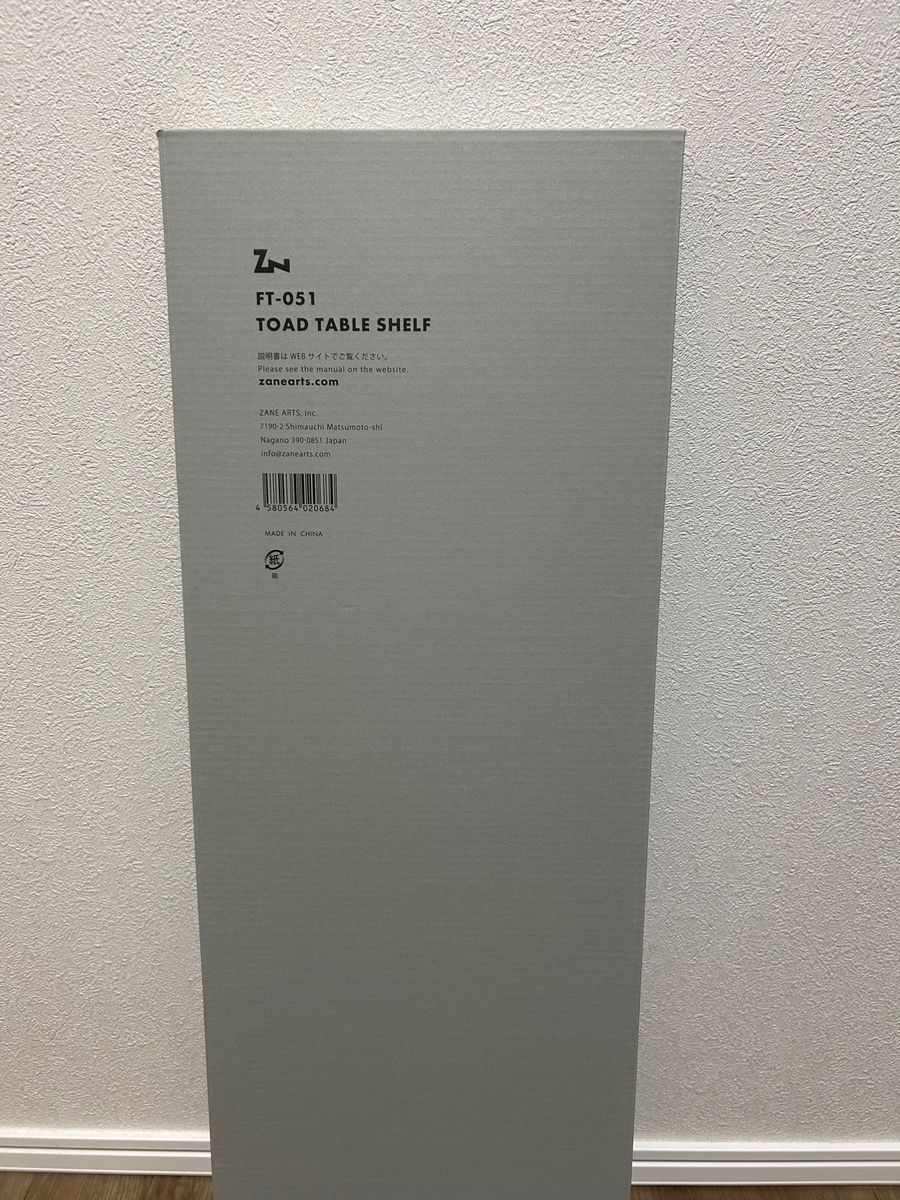 ZN
FT-051
TOAD TABLE SHELF
説明書は WEB サイトでご覧ください。
Please see the manual on the website.
zanearts.com
ZANE ARTS, Inc.
7190-2 Shimauchi Matsumoto-shi
Nagano 390-0851 Japan
info@zanearts.com
4 580564 020684
MADE IN CHINA
紙
箱